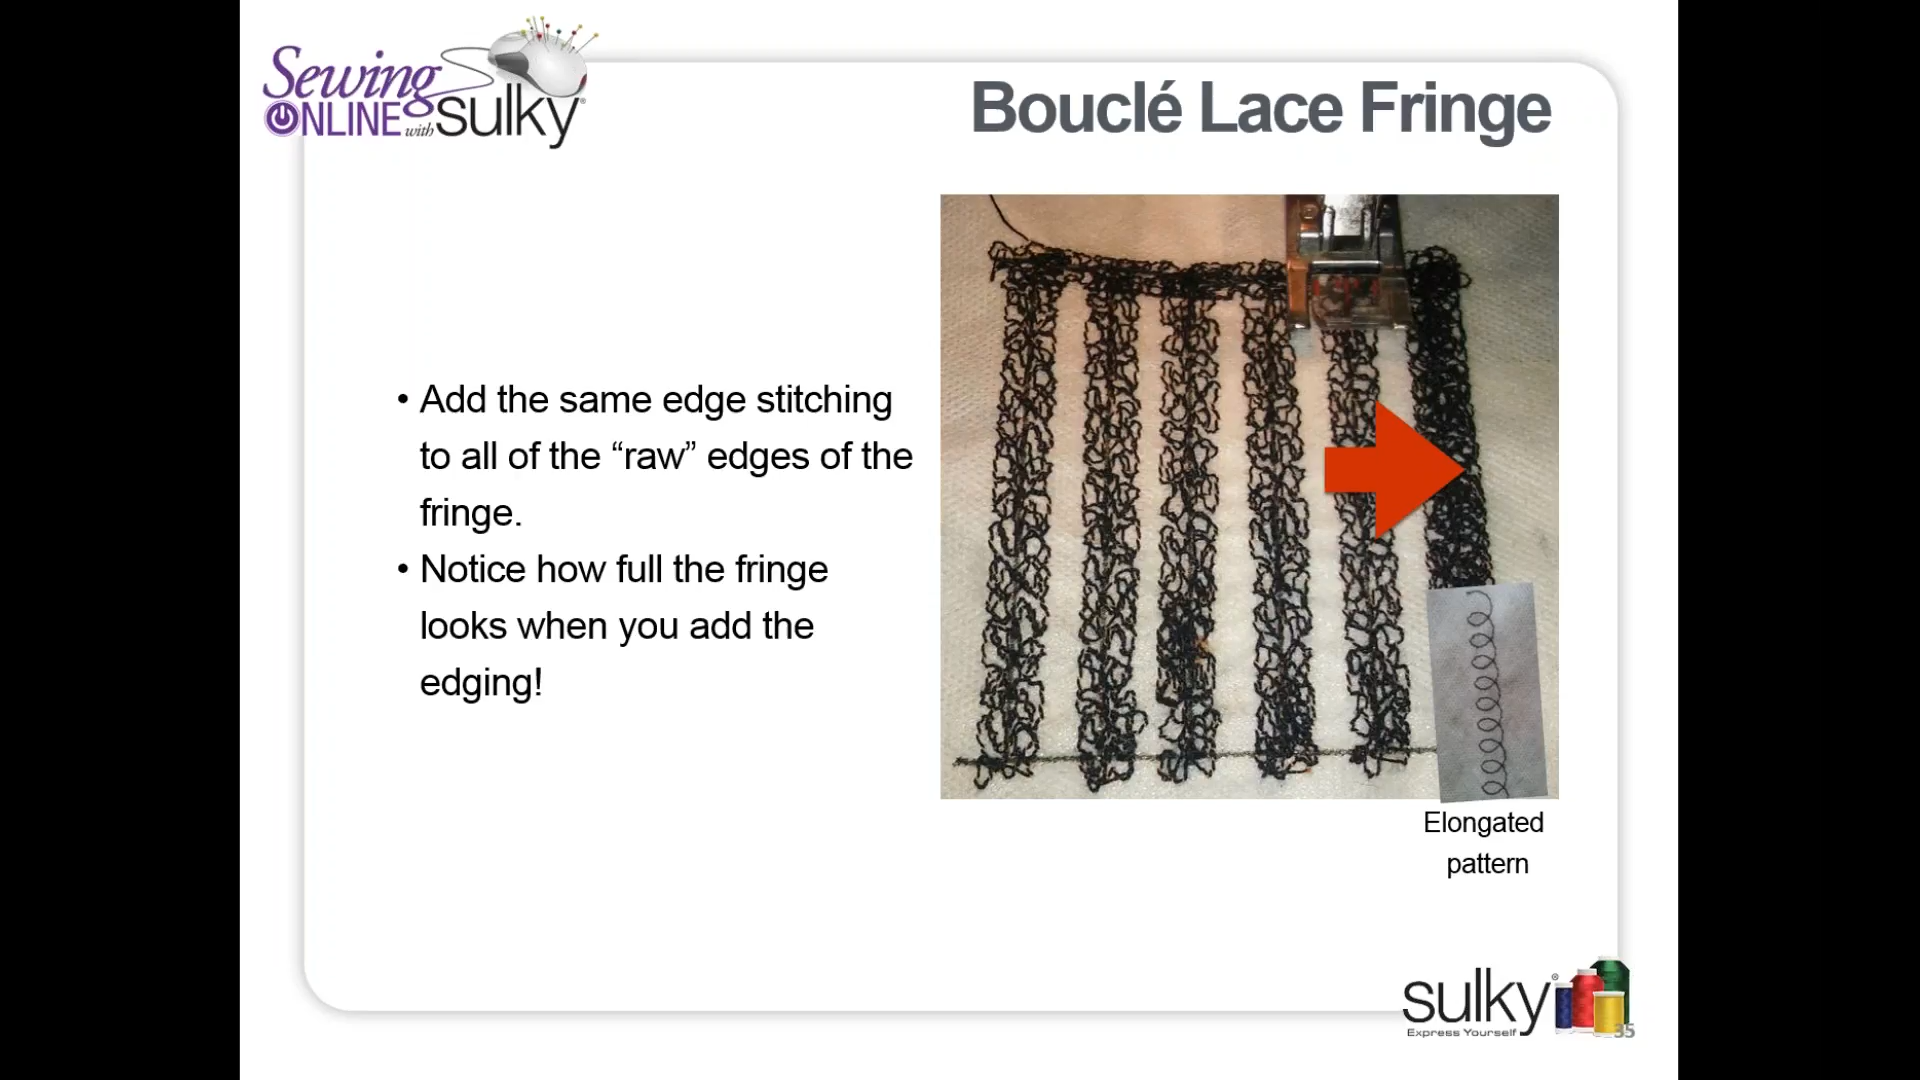 Sewing
ONLINE with sulky®
Bouclé Lace Fringe
• Add the same edge stitching
to all of the “raw” edges of the
fringe.
• Notice how full the fringe
looks when you add the
edging!
Elongated
pattern
sulky®
Express Yourself
35